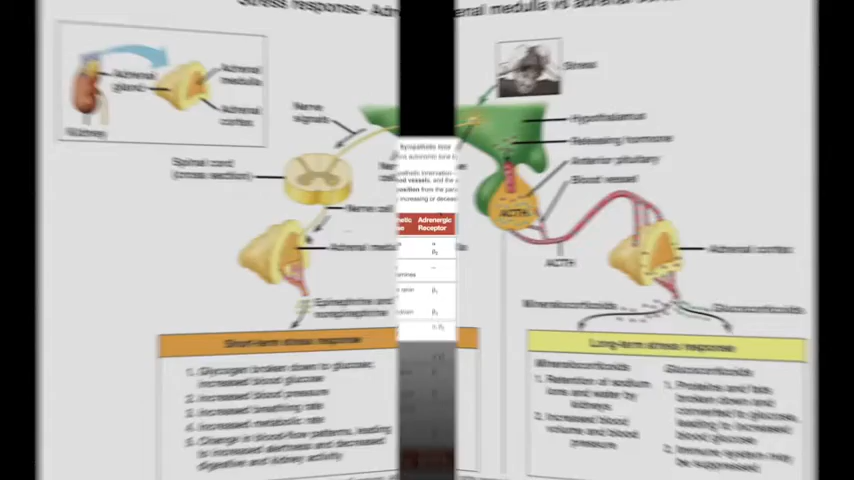 Stress response- Adrenal medulla vs adrenal
Adrenal gland
Adrenal medulla
Adrenal cortex
Kidney
Nerve signals
Spinal cord (cross section)
Nerve cell
Adrenal
Epinephrine and norepinephrine
Short-term stress response
1. Glycogen broken down to glucose; increased blood glucose
2. Increased blood pressure
3. Increased breathing rate
4. Increased metabolic rate
5. Change in blood-flow patterns, leading to increased alertness and decreased digestive and kidney activity
Sympathetic
Adrenergic
Receptor
α
β₂
β₁
β₁
Stress
Hypothalamus
Releasing hormone
Anterior pituitary
Blood vessel
ACTH
ACTH
Adrenal cortex
Mineralocorticoids
Glucocorticoids
Long-term stress response
Mineralocorticoids
1. Retention of sodium ions and water by kidneys
2. Increased blood volume and blood pressure
Glucocorticoids
1. Proteins and fats broken down and converted to glucose, leading to increased blood glucose
2. Immune system may be suppressed